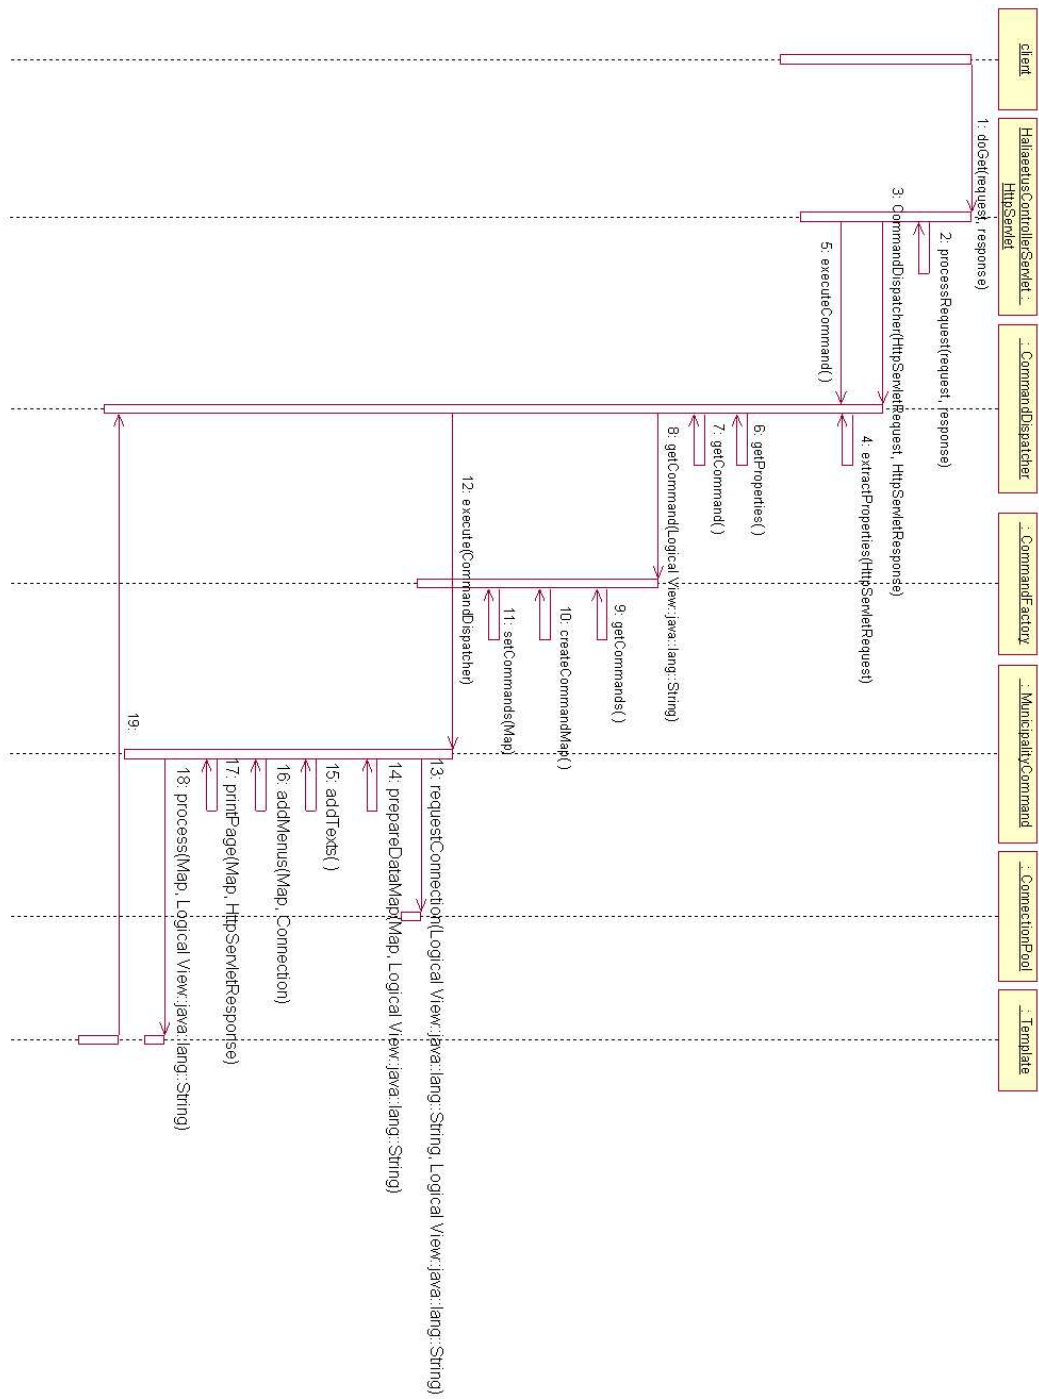 client
HaliaeetusControllerServlet :
HttpServlet
: CommandDispatcher
: CommandFactory
: MunicipalityCommand
: ConnectionPool
: Template
1: doGet(request, response)
2: processRequest(request, response)
3: CommandDispatcher(HttpServletRequest, HttpServletResponse)
4: extractProperties(HttpServletRequest)
5: executeCommand( )
6: getProperties( )
7: getCommand( )
8: getCommand(Logical View::java::lang::String)
9: getCommands( )
10: createCommandMap( )
11: setCommands(Map)
12: execute(CommandDispatcher)
13: requestConnection(Logical View::java::lang::String, Logical View::java::lang::String)
14: prepareDataMap(Map, Logical View::java::lang::String)
15: addTexts( )
16: addMenus(Map, Connection)
17: printPage(Map, HttpServletResponse)
18: process(Map, Logical View::java::lang::String)
19: